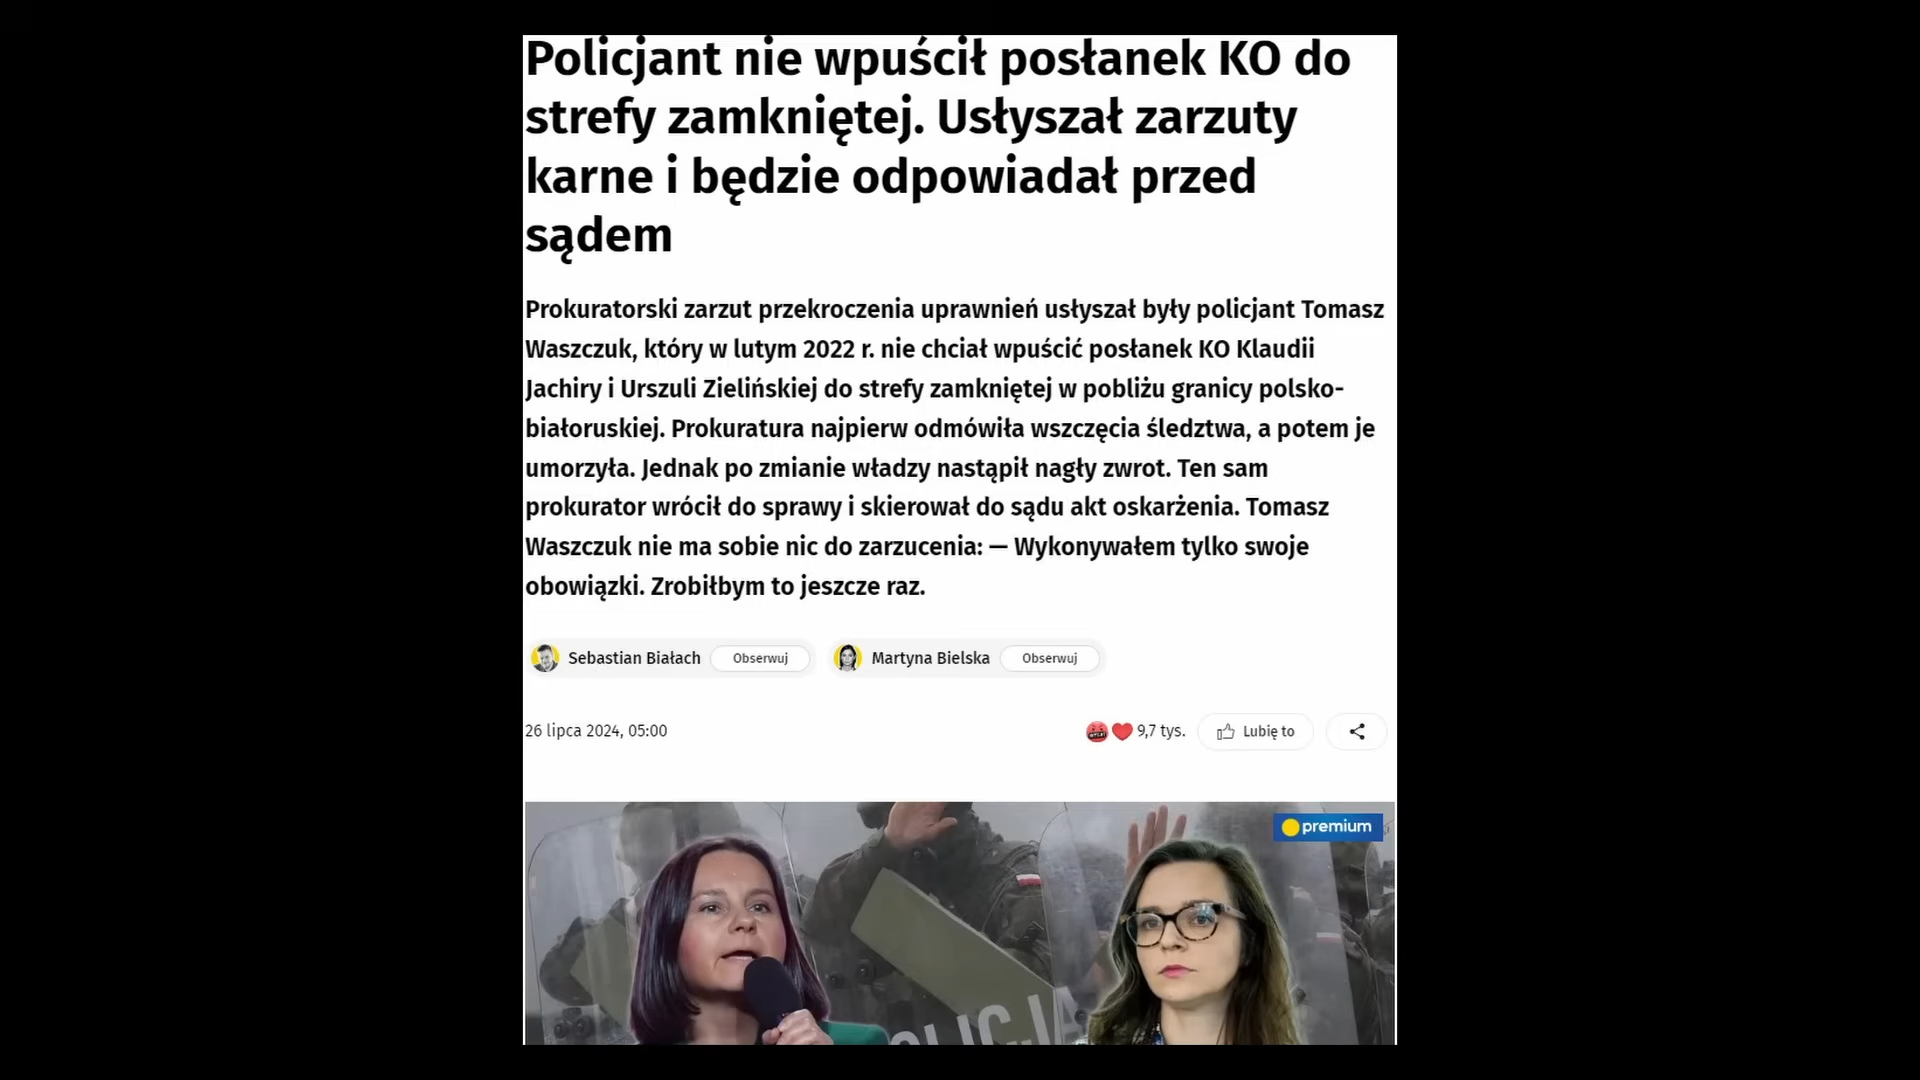 Policjant nie wpuścił posłanek KO do
strefy zamkniętej. Usłyszał zarzuty
karne i będzie odpowiadał przed
sądem
Prokuratorski zarzut przekroczenia uprawnień usłyszał były policjant Tomasz
Waszczuk, który w lutym 2022 r. nie chciał wpuścić posłanek KO Klaudii
Jachiry i Urszuli Zielińskiej do strefy zamkniętej w pobliżu granicy polsko-
białoruskiej. Prokuratura najpierw odmówiła wszczęcia śledztwa, a potem je
umorzyła. Jednak po zmianie władzy nastąpił nagły zwrot. Ten sam
prokurator wrócił do sprawy i skierował do sądu akt oskarżenia. Tomasz
Waszczuk nie ma sobie nic do zarzucenia: — Wykonywałem tylko swoje
obowiązki. Zrobiłbym to jeszcze raz.
Sebastian Białach Obserwuj Martyna Bielska Obserwuj
26 lipca 2024, 05:00 9,7 tys. Lubię to
premium
OLICJA